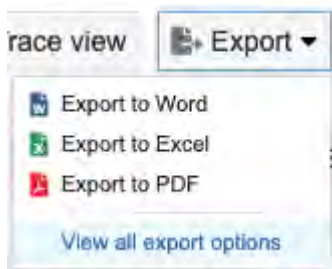 race view
Export
Export to Word
Export to Excel
Export to PDF
View all export options